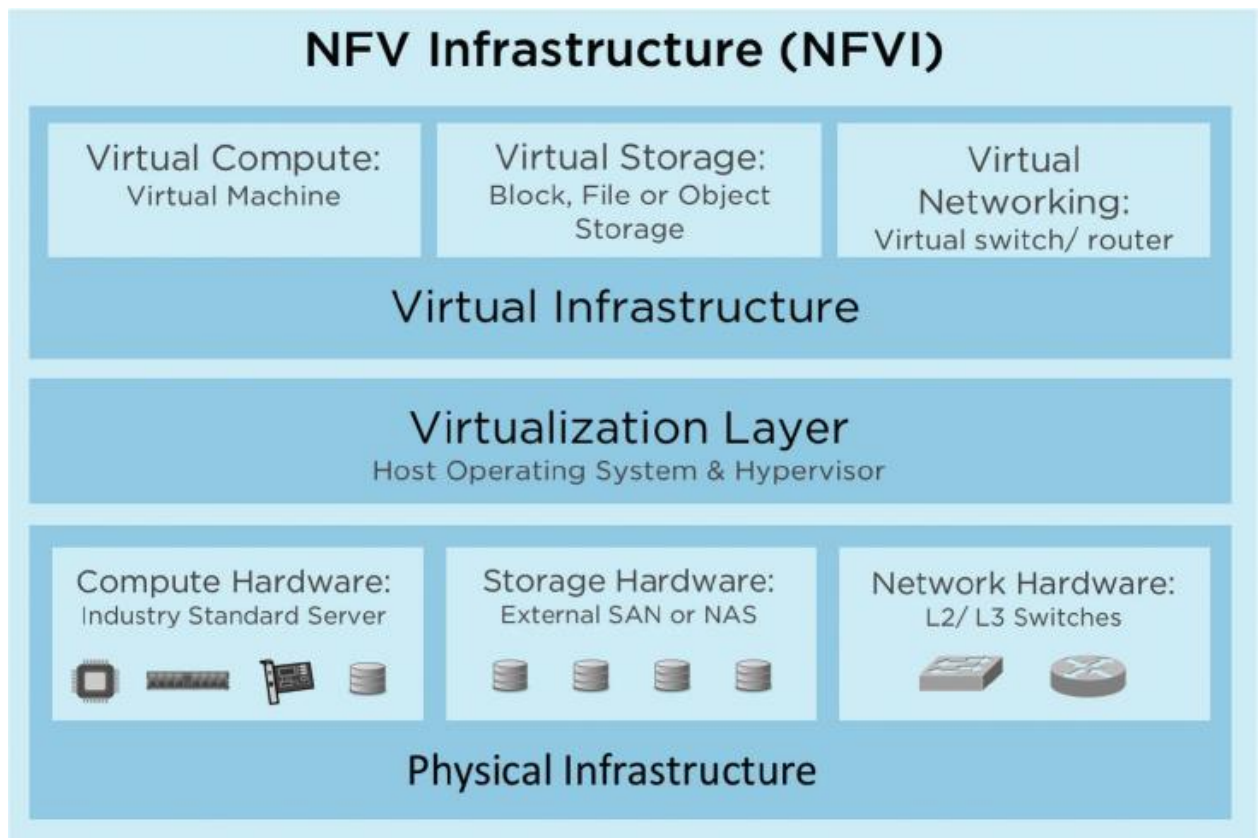 NFV Infrastructure (NFVI)
Virtual Compute:
Virtual Machine
Virtual Storage:
Block, File or Object
Storage
Virtual
Networking:
Virtual switch/ router
Virtual Infrastructure
Virtualization Layer
Host Operating System & Hypervisor
Compute Hardware:
Industry Standard Server
Storage Hardware:
External SAN or NAS
Network Hardware:
L2/ L3 Switches
Physical Infrastructure